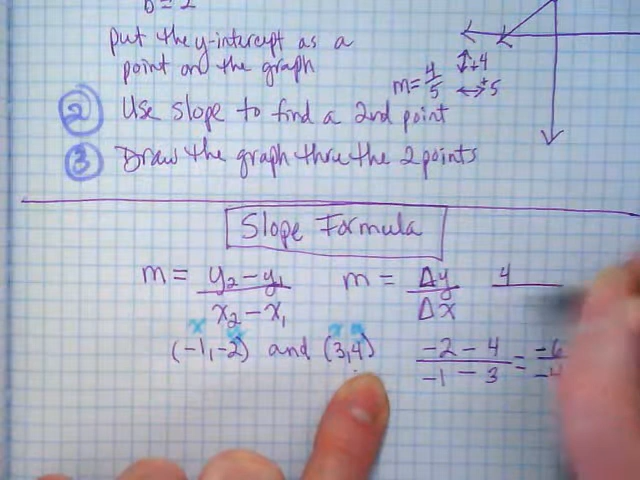 b = 2
put the y-intercept as a
point on the graph
m = 4/5 ↕ +4 ↔ +5
② Use slope to find a 2nd point
③ Draw the graph thru the 2 points
Slope Formula
m = y₂ - y₁ / x₂ - x₁ m = Δy / Δx 4
x x y
(-1, -2) and (3, 4) -2 - 4 / -1 - 3 = -6 / -4